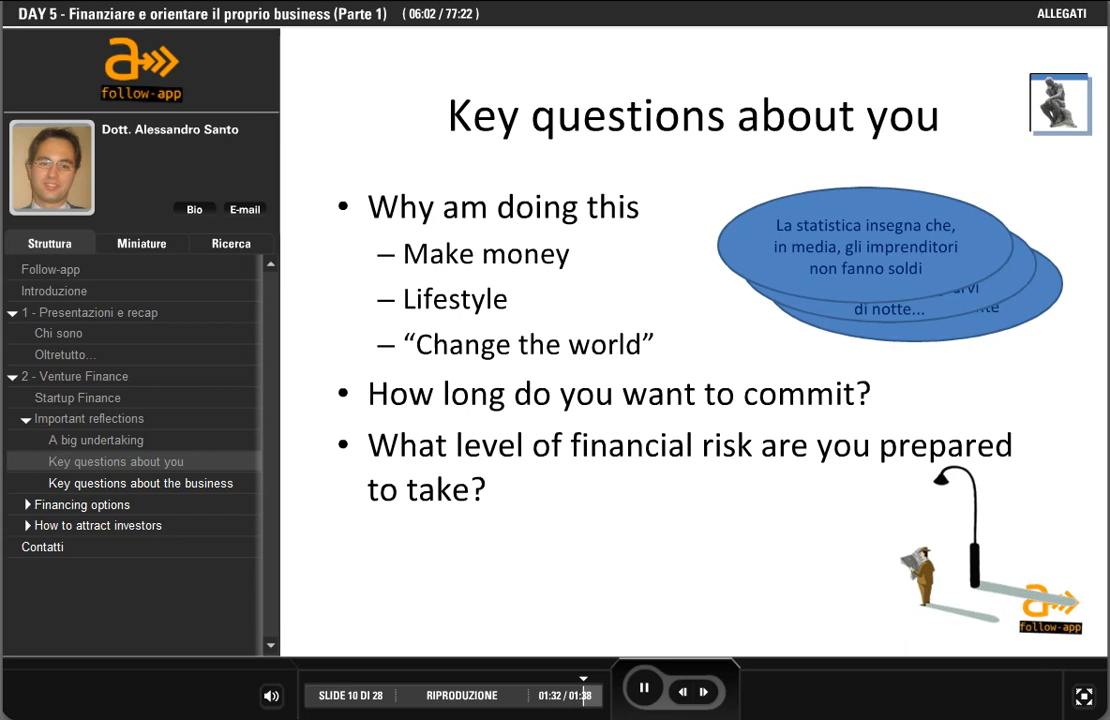 DAY 5 - Finanziare e orientare il proprio business (Parte 1) ( 06:02 / 77:22 )
ALLEGATI
a
follow-app
Dott. Alessandro Santo
Bio
E-mail
Struttura
Miniature
Ricerca
Follow-app
Introduzione
1 - Presentazioni e recap
Chi sono
Oltretutto...
2 - Venture Finance
Startup Finance
Important reflections
A big undertaking
Key questions about you
Key questions about the business
Financing options
How to attract investors
Contatti
Key questions about you
• Why am doing this
– Make money
– Lifestyle
– “Change the world”
• How long do you want to commit?
• What level of financial risk are you prepared
to take?
La statistica insegna che,
in media, gli imprenditori
non fanno soldi
di notte...
a
follow-app
SLIDE 10 DI 28
RIPRODUZIONE
01:32 / 01:38